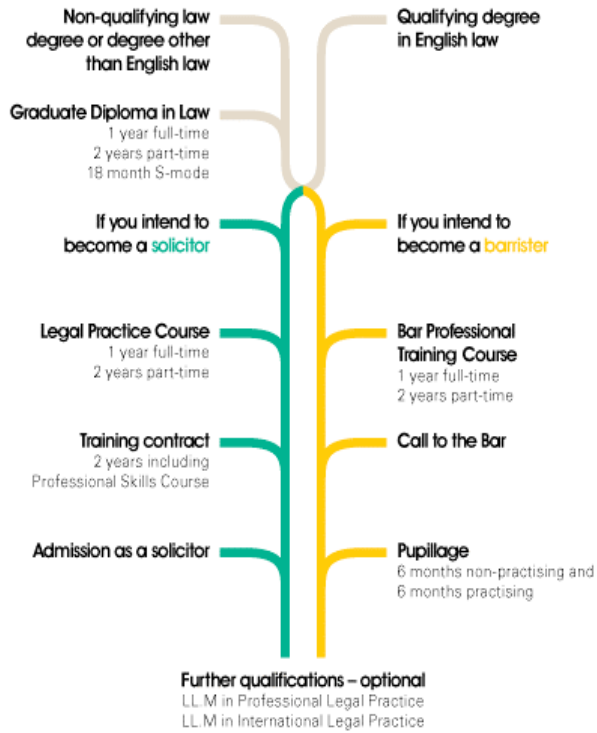 Non-qualifying law
degree or degree other
than English law
Qualifying degree
in English law
Graduate Diploma in Law
1 year full-time
2 years part-time
18 month S-mode
If you intend to
become a solicitor
If you intend to
become a barrister
Legal Practice Course
1 year full-time
2 years part-time
Bar Professional
Training Course
1 year full-time
2 years part-time
Training contract
2 years including
Professional Skills Course
Call to the Bar
Admission as a solicitor
Pupillage
6 months non-practising and
6 months practising
Further qualifications – optional
LL.M in Professional Legal Practice
LL.M in International Legal Practice